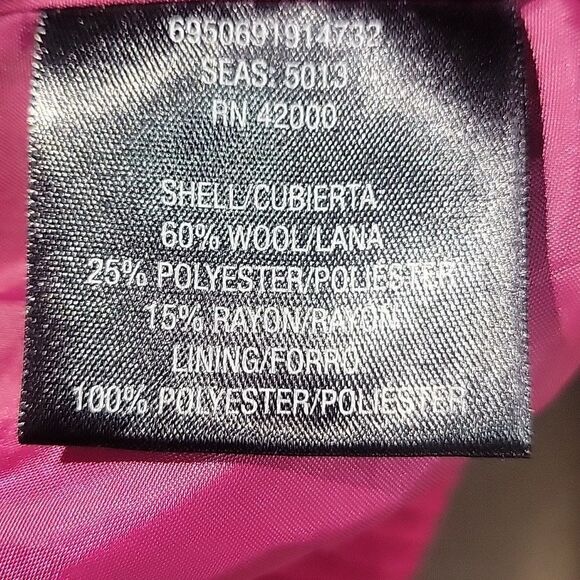 6950691914732
SEAS: 5013
RN 42000
SHELL/CUBIERTA
60% WOOL/LANA
25% POLYESTER/POLIESTER
15% RAYON/RAYON
LINING/FORRO
100% POLYESTER/POLIESTER